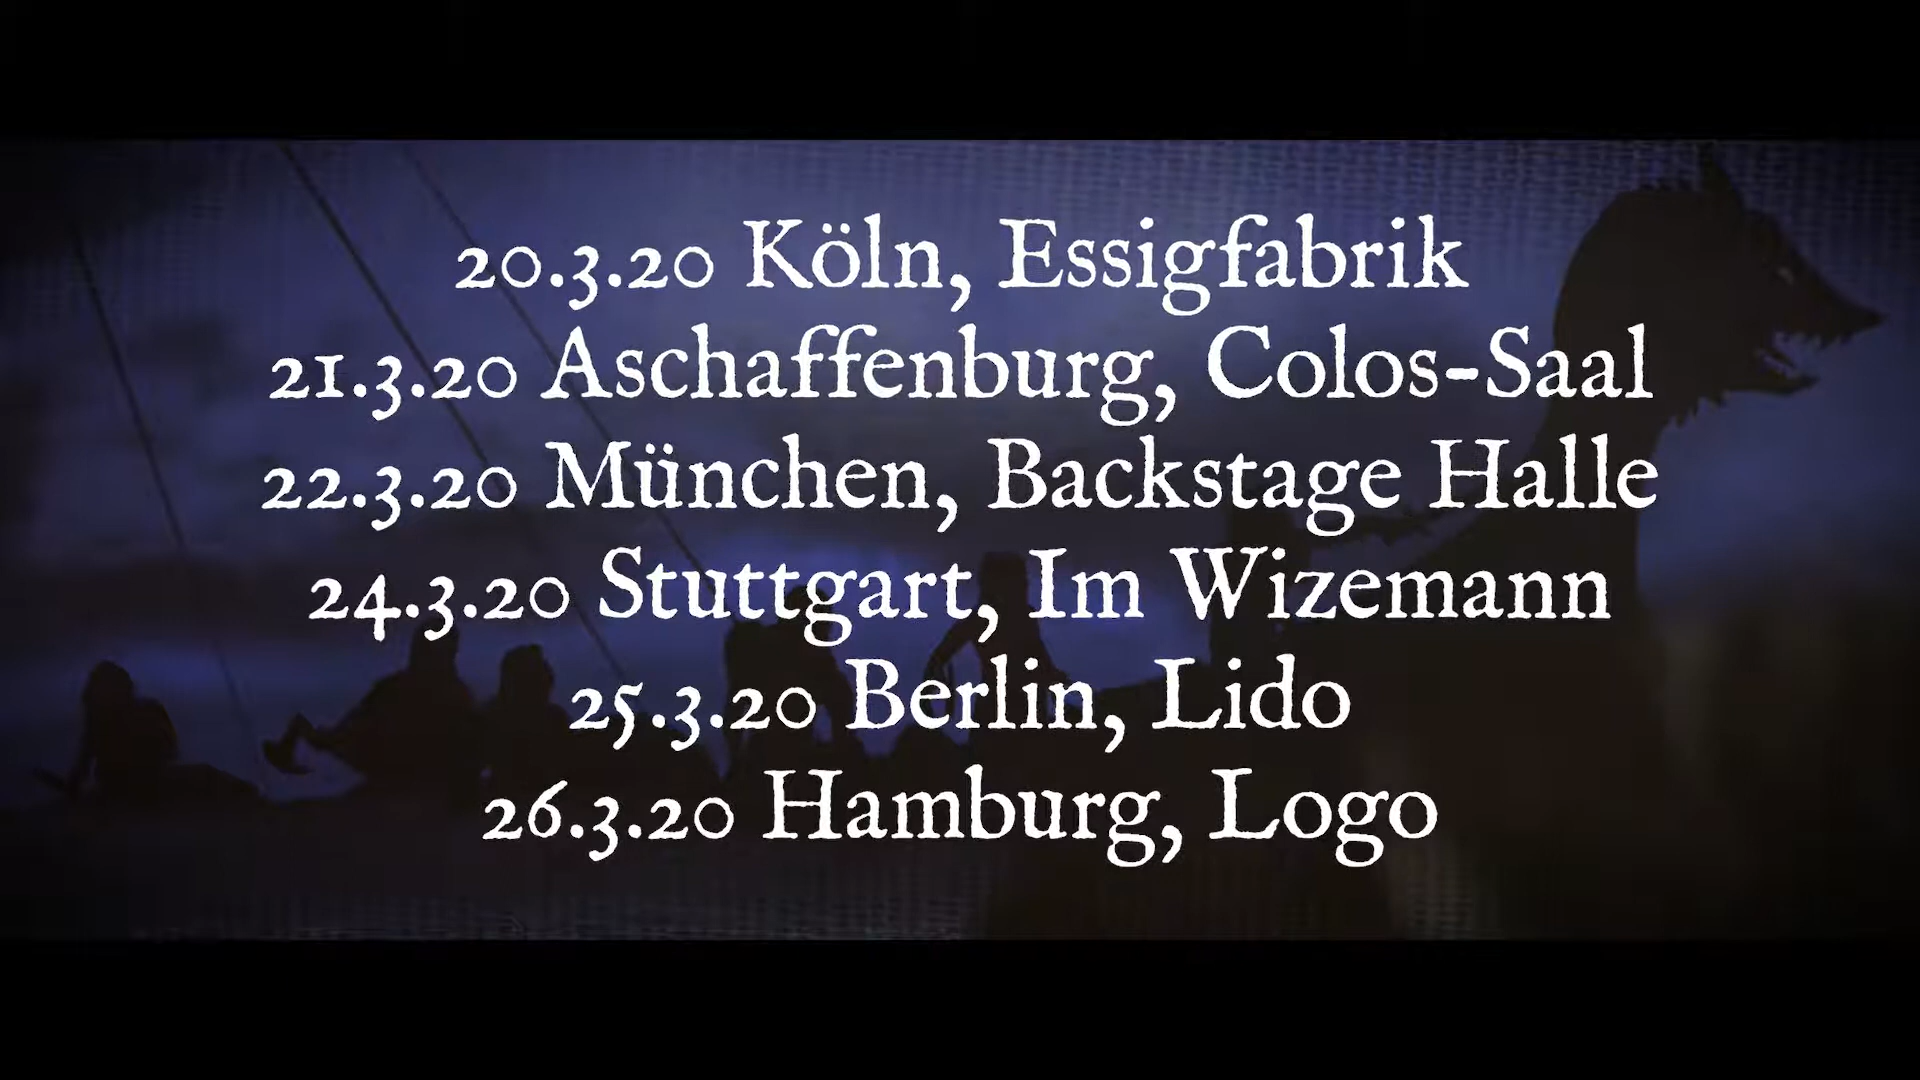 20.3.20 Köln, Essigfabrik
21.3.20 Aschaffenburg, Colos-Saal
22.3.20 München, Backstage Halle
24.3.20 Stuttgart, Im Wizemann
25.3.20 Berlin, Lido
26.3.20 Hamburg, Logo